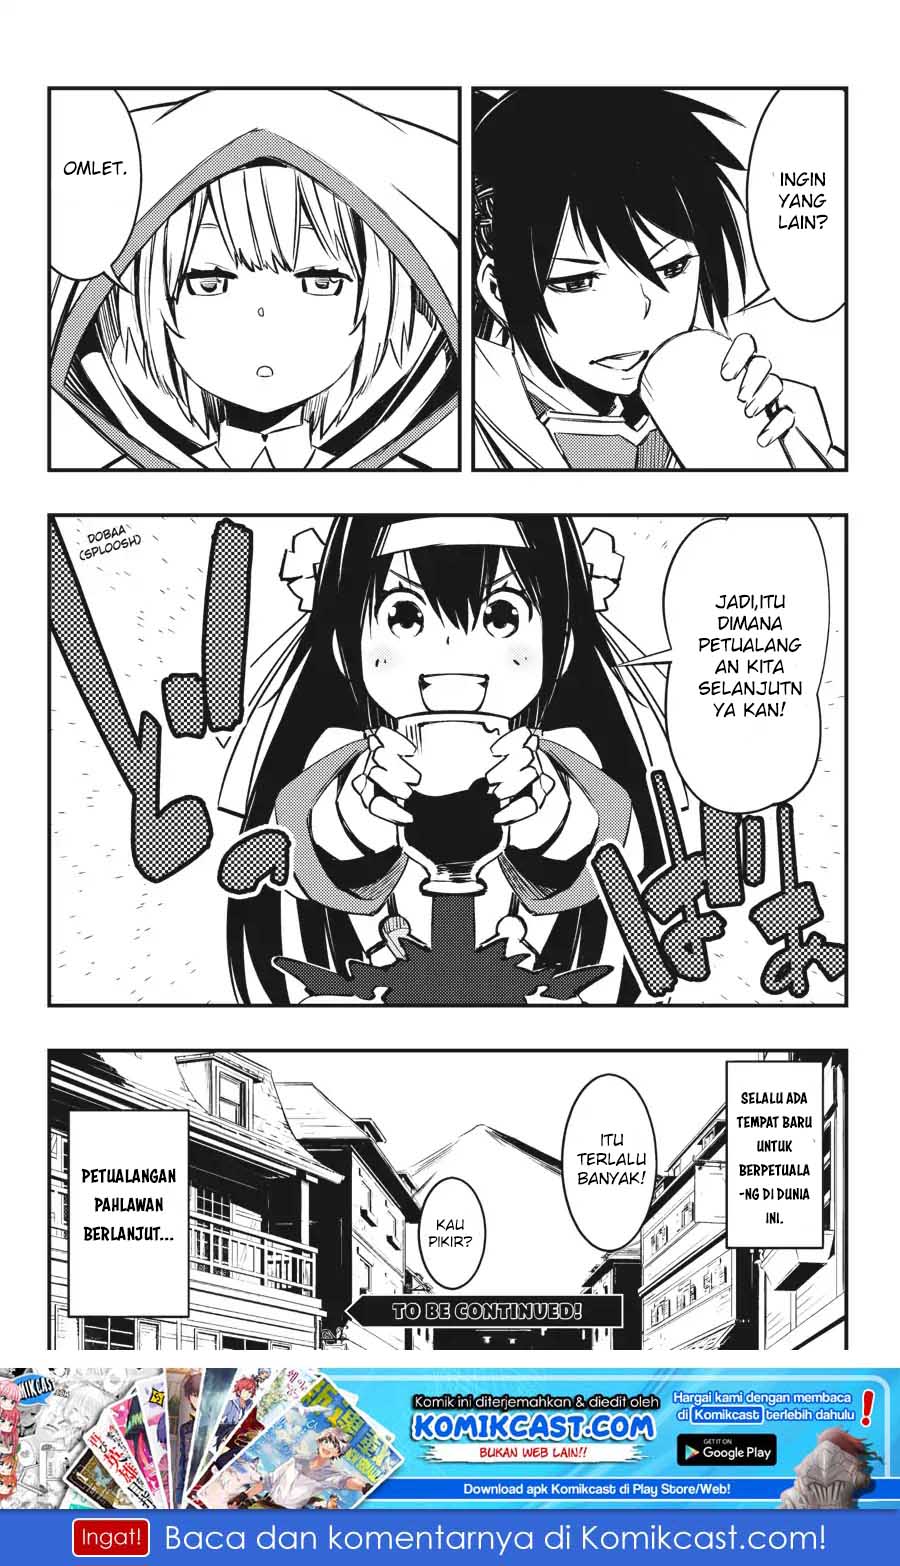 INGIN
YANG
LAIN?
OMLET.
JADI,ITU
DIMANA
PETUALANG
AN KITA
SELANJUTN
YA KAN!
DOBAA
(SPLOOSH)
どばぁ
SELALU ADA
TEMPAT BARU
UNTUK
BERPETUALA
-NG DI DUNIA
INI.
ITU
TERLALU
BANYAK!
KAU
PIKIR?
PETUALANGAN
PAHLAWAN
BERLANJUT...
TO BE CONTINUED!
Komik ini diterjemahkan & diedit oleh
KOMIKCAST.COM
BUKAN WEB LAIN!!
Hargai kami dengan membaca
di Komikcast terlebih dahulu !
GET IT ON
Google Play
Download apk Komikcast di Play Store/Web!
Ingat! Baca dan komentarnya di Komikcast.com!